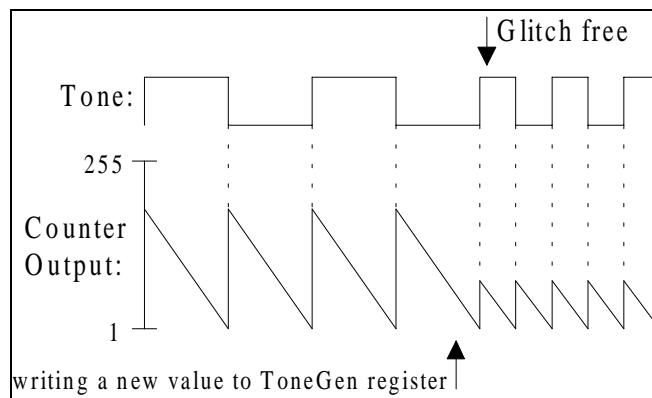 Glitch free
Tone:
255
Counter
Output:
1
writing a new value to ToneGen register